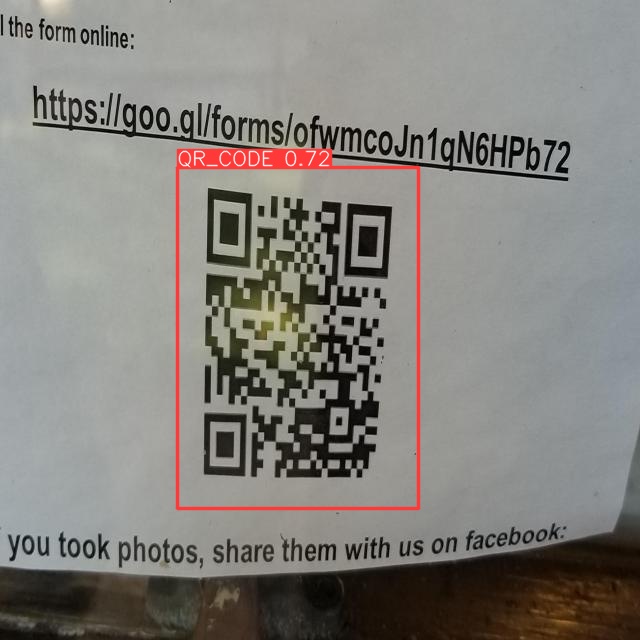 l the form online:
https://goo.gl/forms/ofwmcoJn1qN6HPb72
QR_CODE 0.72
you took photos, share them with us on facebook: